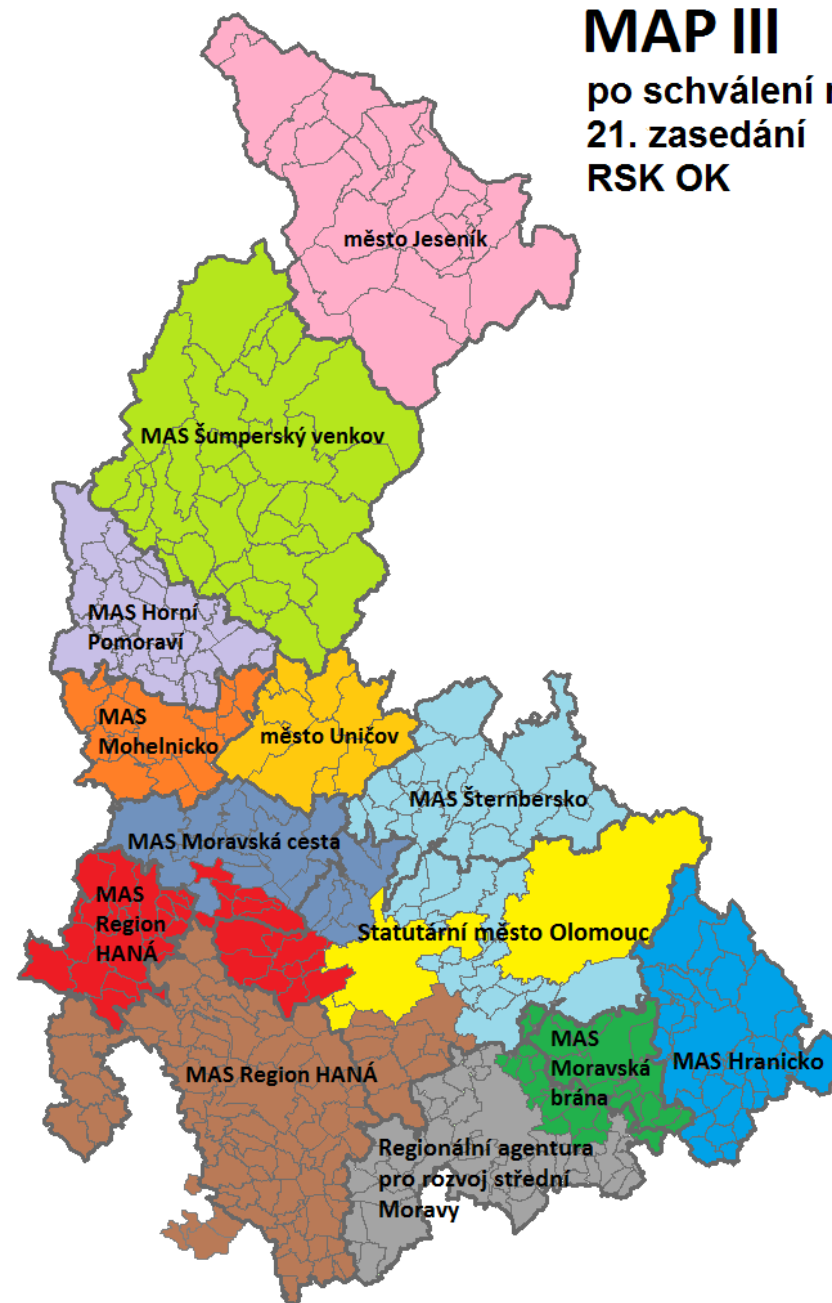 MAP III
po schválení
21. zasedání
RSK OK
město Jeseník
MAS Šumperský venkov
MAS Horní
Pomoraví
MAS
Mohelnicko
město Uničov
MAS Šternbersko
MAS Moravská cesta
MAS
Region
HANÁ
Statutární město Olomouc
MAS Region HANÁ
MAS
Moravská
brána
MAS Hranicko
Regionální agentura
pro rozvoj střední
Moravy